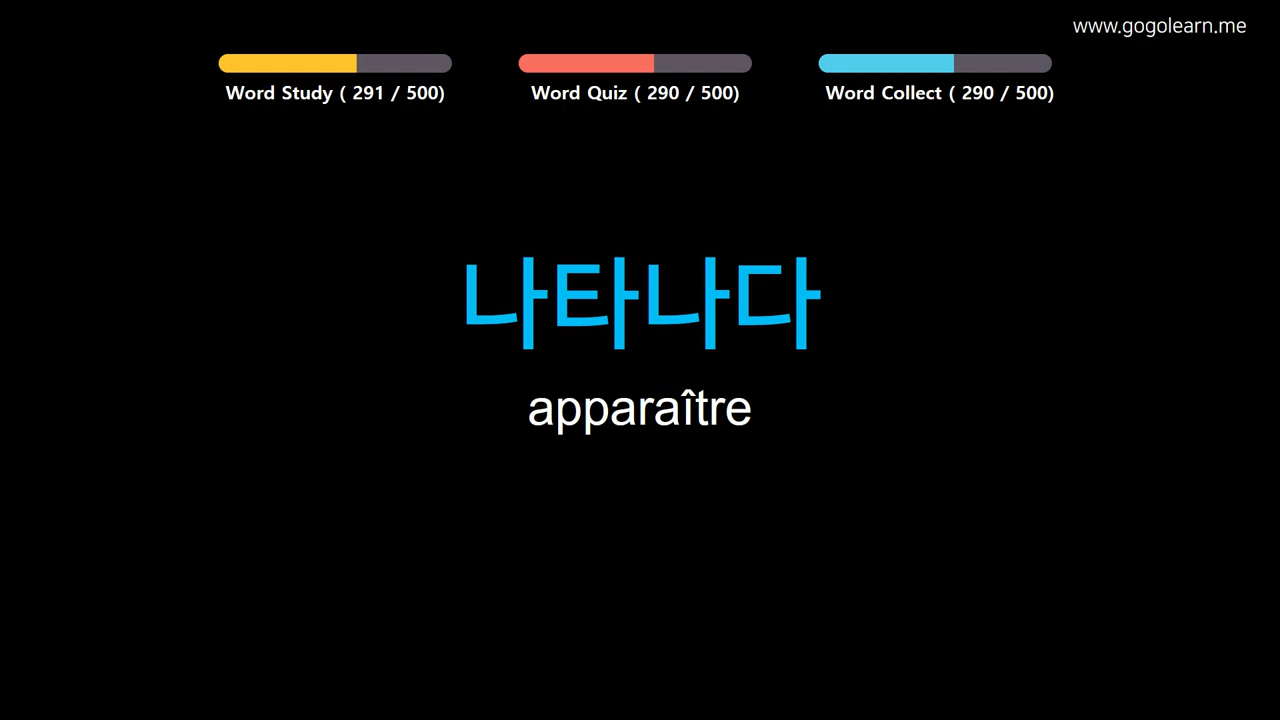 www.gogolearn.me
Word Study ( 291 / 500)
Word Quiz ( 290 / 500)
Word Collect ( 290 / 500)
나타나다
apparaître